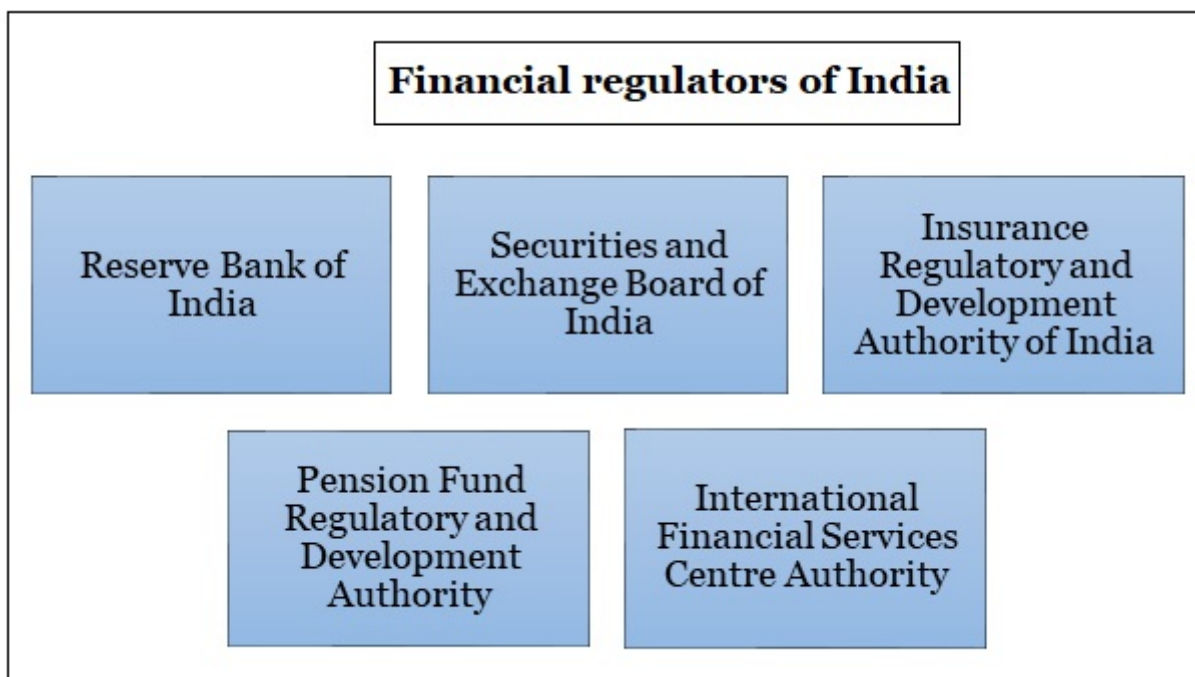 Financial regulators of India
Reserve Bank of
India
Securities and
Exchange Board of
India
Insurance
Regulatory and
Development
Authority of India
Pension Fund
Regulatory and
Development
Authority
International
Financial Services
Centre Authority